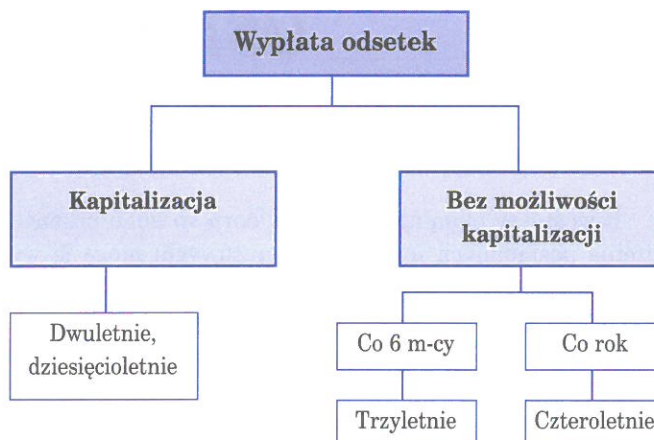 Wypłata odsetek
Kapitalizacja
Bez możliwości
kapitalizacji
Dwuletnie,
dziesięcioletnie
Co 6 m-cy
Co rok
Trzyletnie
Czteroletnie